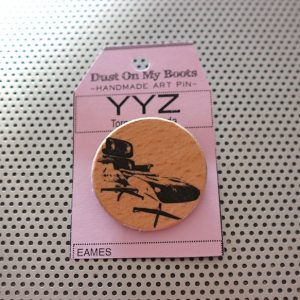 Dust On My Boots
~HANDMADE ART PIN~
YYZ
EAMES